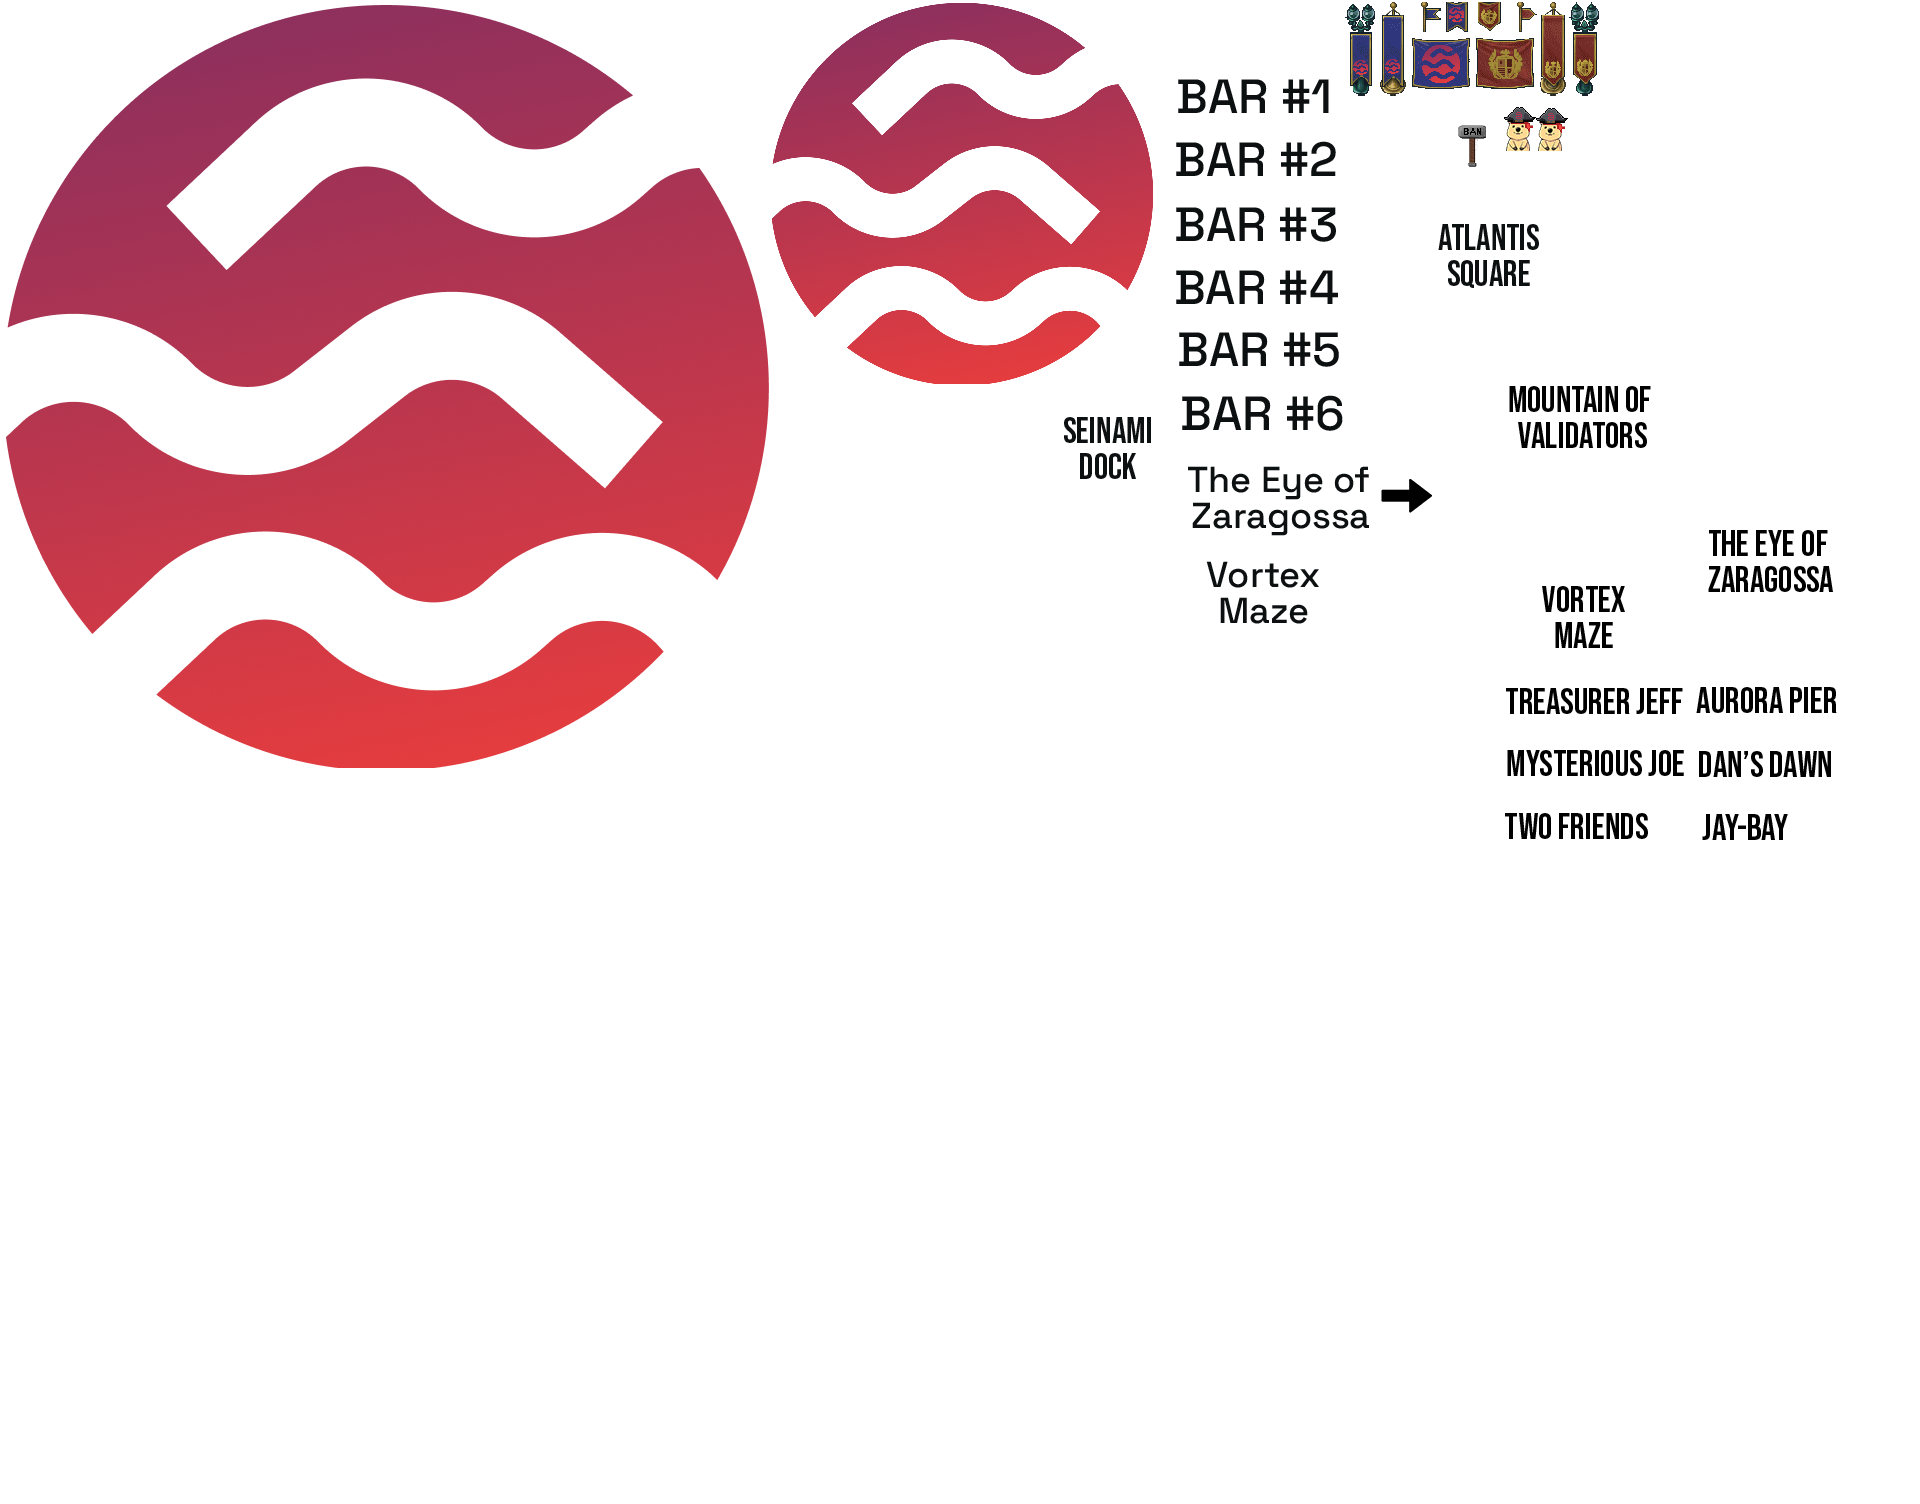 BAR #1
BAR #2
BAR #3
BAR #4
BAR #5
BAR #6
The Eye of
Zaragossa
Vortex
Maze
SEINAMI
DOCK
BAN
ATLANTIS
SQUARE
MOUNTAIN OF
VALIDATORS
THE EYE OF
ZARAGOSSA
VORTEX
MAZE
TREASURER JEFF
AURORA PIER
MYSTERIOUS JOE
DAN'S DAWN
TWO FRIENDS
JAY-BAY